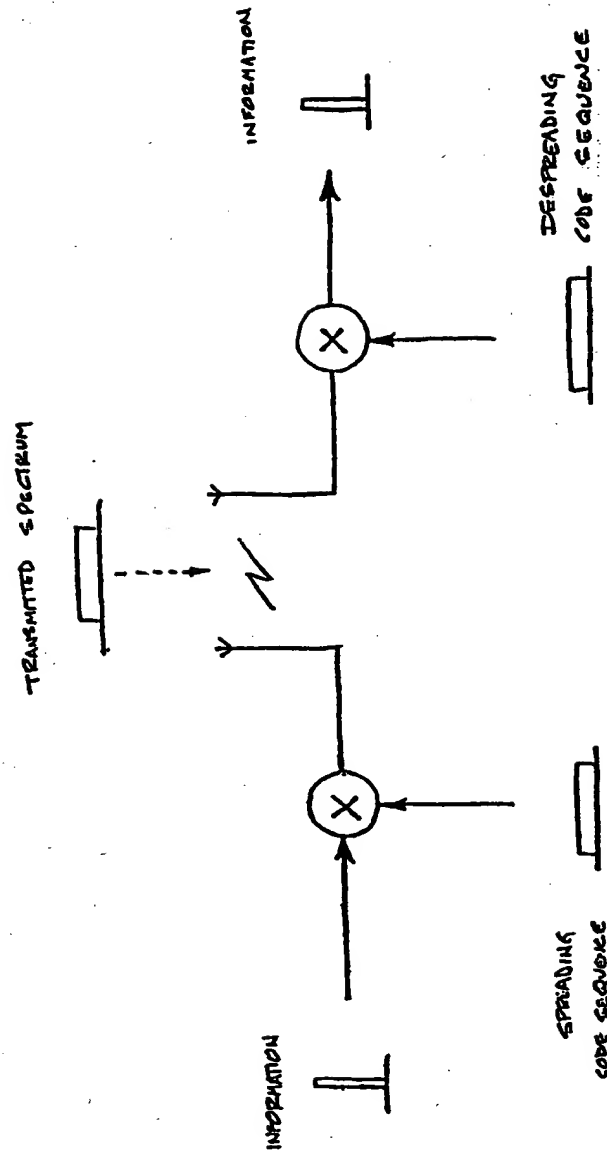 TRANSMITTED SPECTRUM
INFORMATION
INFORMATION
SPREADING
CODE SEQUENCE
DESPREADING
CODE SEQUENCE
X
X